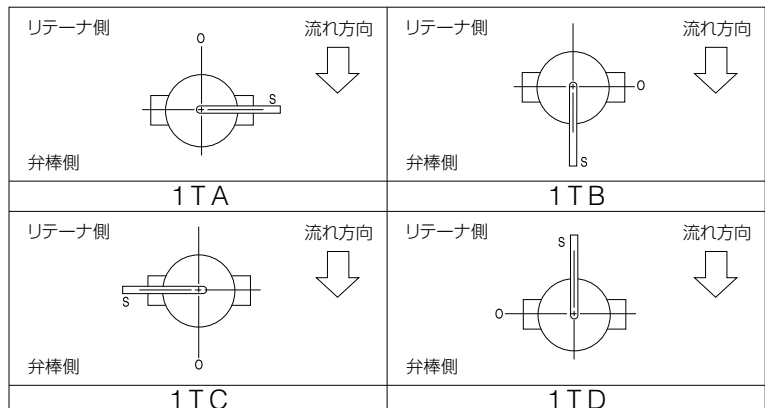 リテーナ側
O
流れ方向
S
弁棒側
1TA
リテーナ側
流れ方向
O
S
弁棒側
1TB
リテーナ側
流れ方向
S
O
弁棒側
1TC
リテーナ側
S
流れ方向
O
弁棒側
1TD